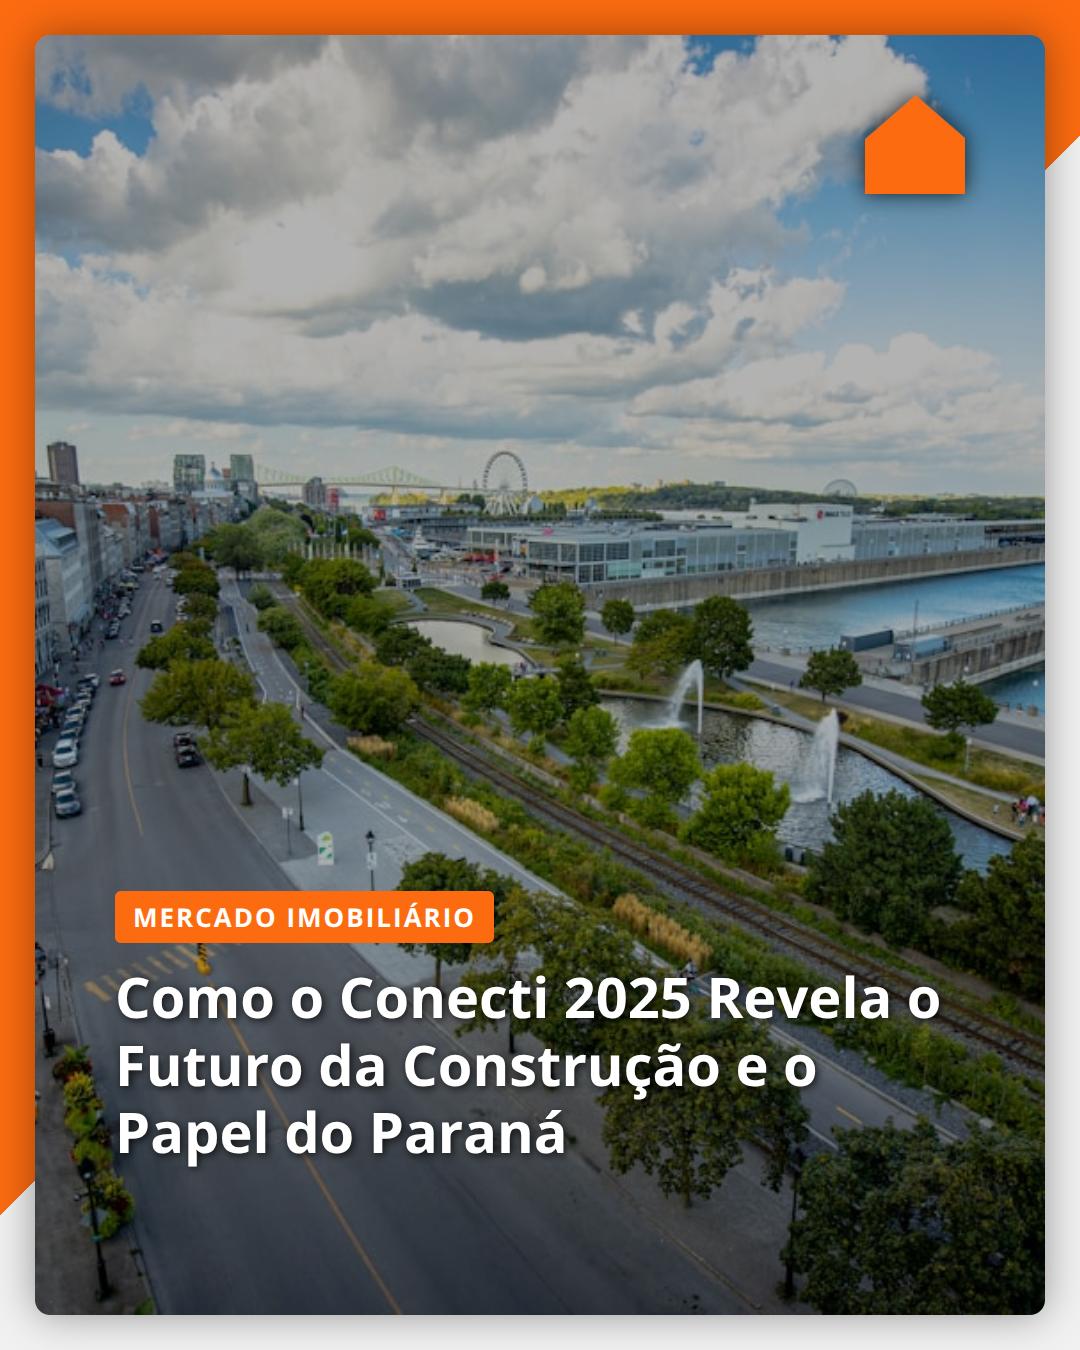 MERCADO IMOBILIÁRIO
Como o Conecti 2025 Revela o
Futuro da Construção e o
Papel do Paraná